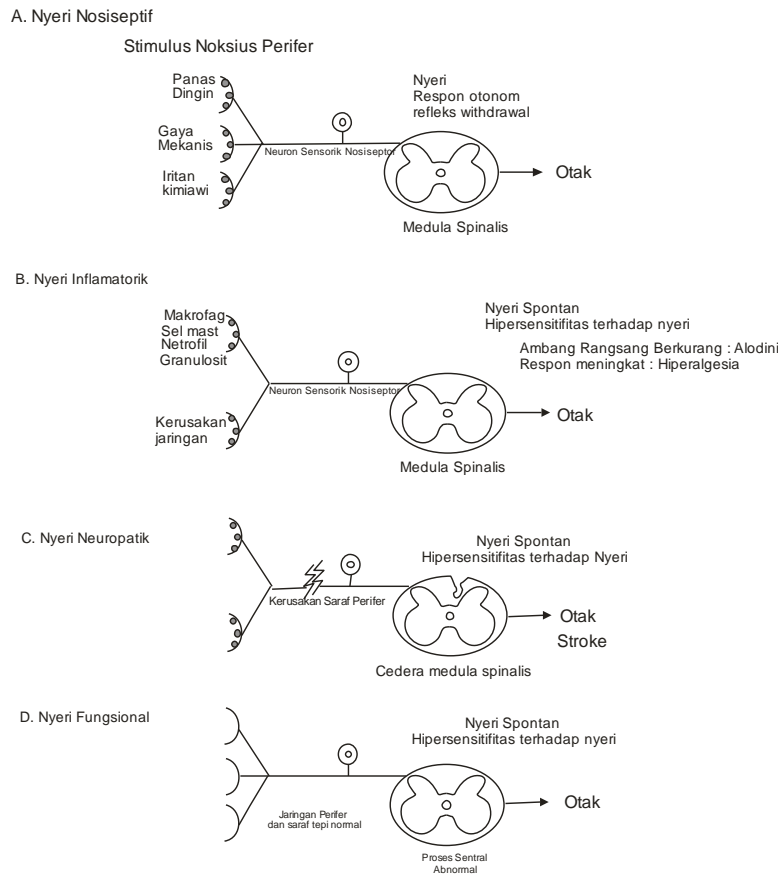 A. Nyeri Nosiseptif
Stimulus Noksius Perifer
Panas
Dingin
Gaya
Mekanis
Iritan
kimiawi
Neuron Sensorik Nosiseptor
Nyeri
Respon otonom
refleks withdrawal
Otak
Medula Spinalis
B. Nyeri Inflamatorik
Makrofag
Sel mast
Netrofil
Granulosit
Kerusakan
jaringan
Neuron Sensorik Nosiseptor
Nyeri Spontan
Hipersensitifitas terhadap nyeri
Ambang Rangsang Berkurang : Alodini
Respon meningkat : Hiperalgesia
Otak
Medula Spinalis
C. Nyeri Neuropatik
Kerusakan Saraf Perifer
Nyeri Spontan
Hipersensitifitas terhadap Nyeri
Otak
Stroke
Cedera medula spinalis
D. Nyeri Fungsional
Jaringan Perifer
dan saraf tepi normal
Nyeri Spontan
Hipersensitifitas terhadap nyeri
Otak
Proses Sentral
Abnormal